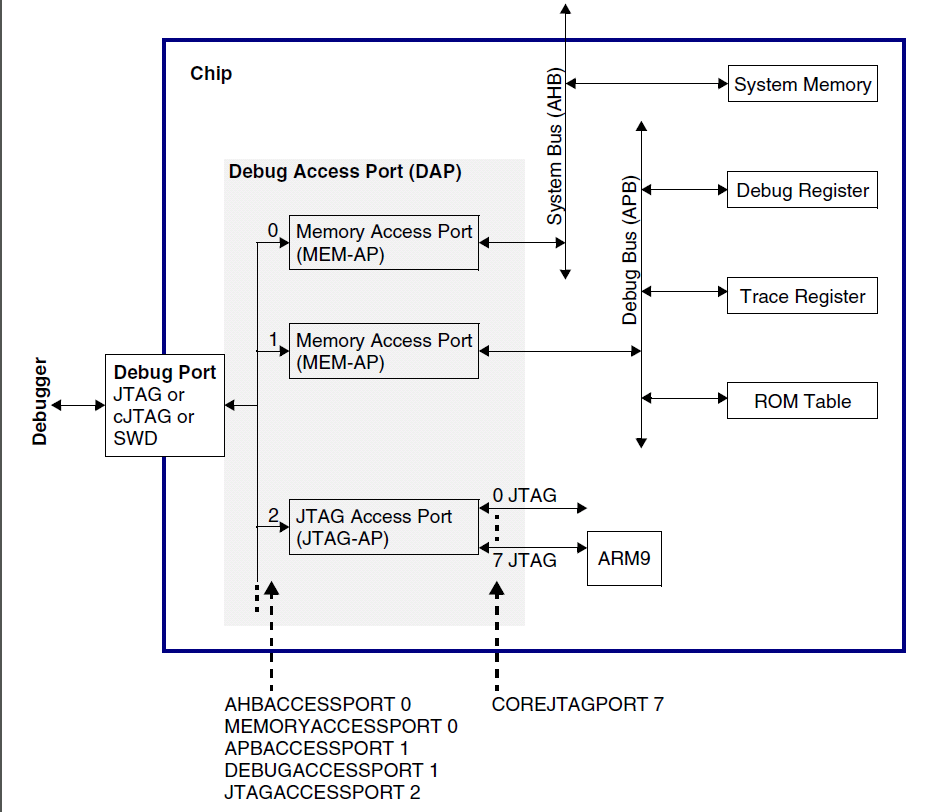 Chip
System Bus (AHB)
System Memory
Debug Access Port (DAP)
Debug Bus (APB)
Debug Register
0
Memory Access Port
(MEM-AP)
Trace Register
1
Memory Access Port
(MEM-AP)
Debugger
Debug Port
JTAG or
cJTAG or
SWD
ROM Table
2
JTAG Access Port
(JTAG-AP)
0 JTAG
7 JTAG
ARM9
AHBACCESSPORT 0
MEMORYACCESSPORT 0
APBACCESSPORT 1
DEBUGACCESSPORT 1
JTAGACCESSPORT 2
COREJTAGPORT 7